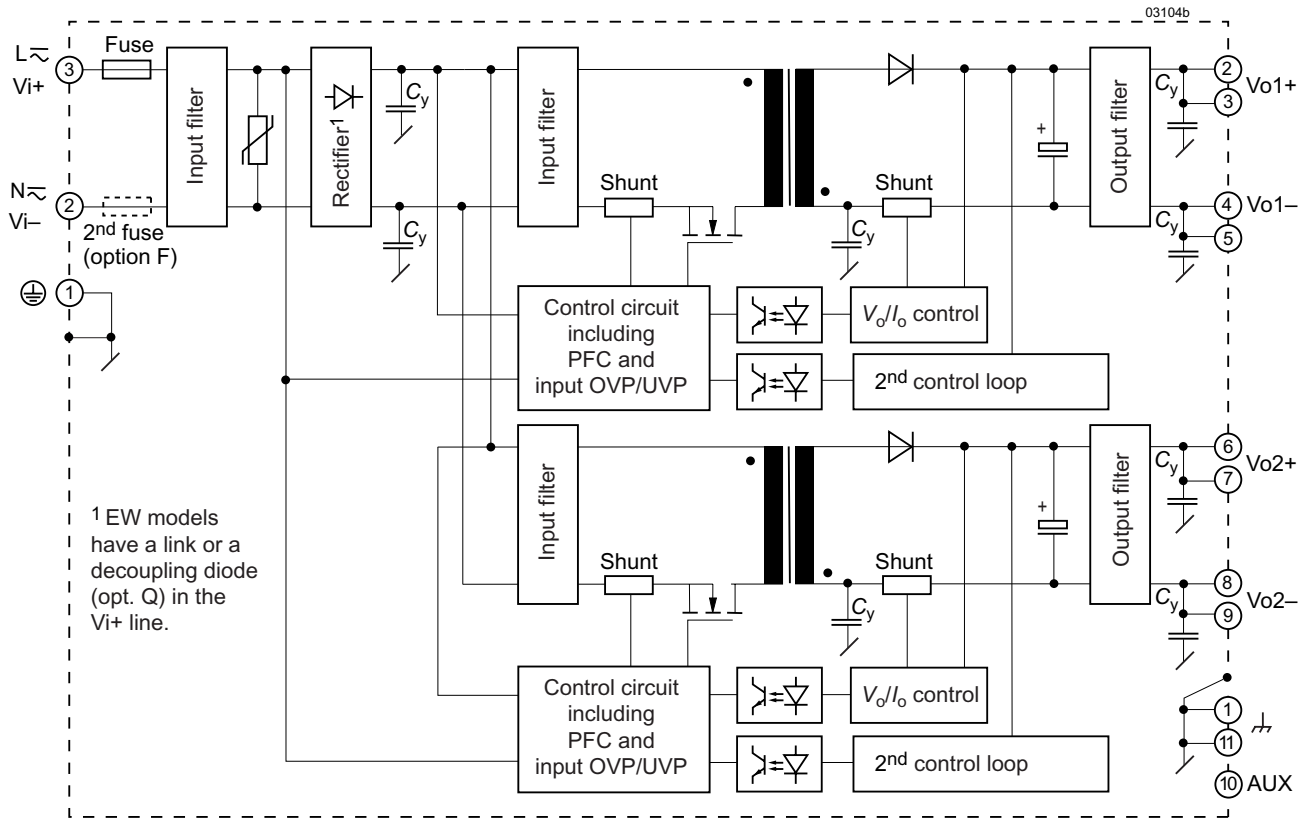 03104b
L
Fuse
3
Vi+
Input filter
Rectifier1
Cy
Input filter
Cy
2
Vo1+
3
Output filter
+
N
2
Vi–
2nd fuse
(option F)
Cy
Shunt
Shunt
Cy
4
Vo1–
5
Cy
1
Control circuit
including
PFC and
input OVP/UVP
Vo/Io control
2nd control loop
Input filter
Output filter
Cy
6
Vo2+
7
+
1 EW models
have a link or a
decoupling diode
(opt. Q) in the
Vi+ line.
Shunt
Shunt
Cy
Cy
8
Vo2–
9
Control circuit
including
PFC and
input OVP/UVP
Vo/Io control
2nd control loop
1
11
10
AUX